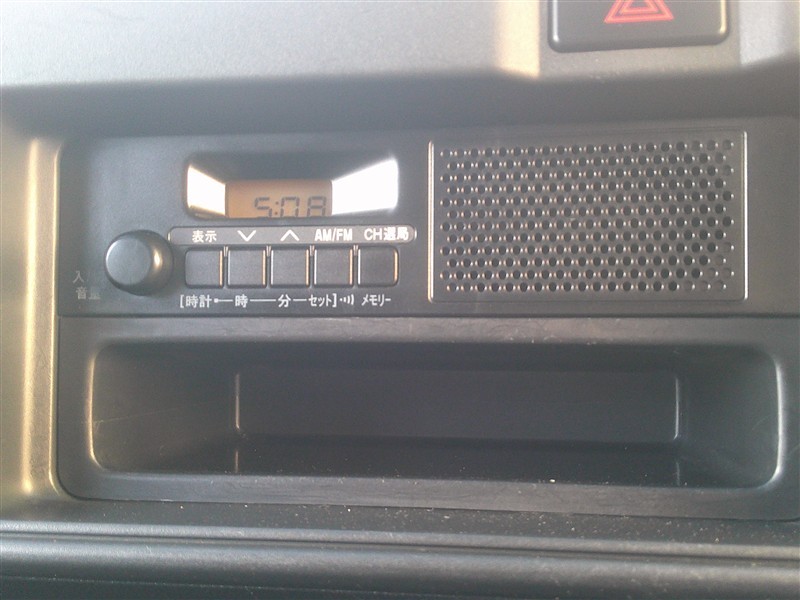 5:08
表示 ∨ ∧ AM/FM CH選局
入
音量
[時計•─時──分─セット] メモリー